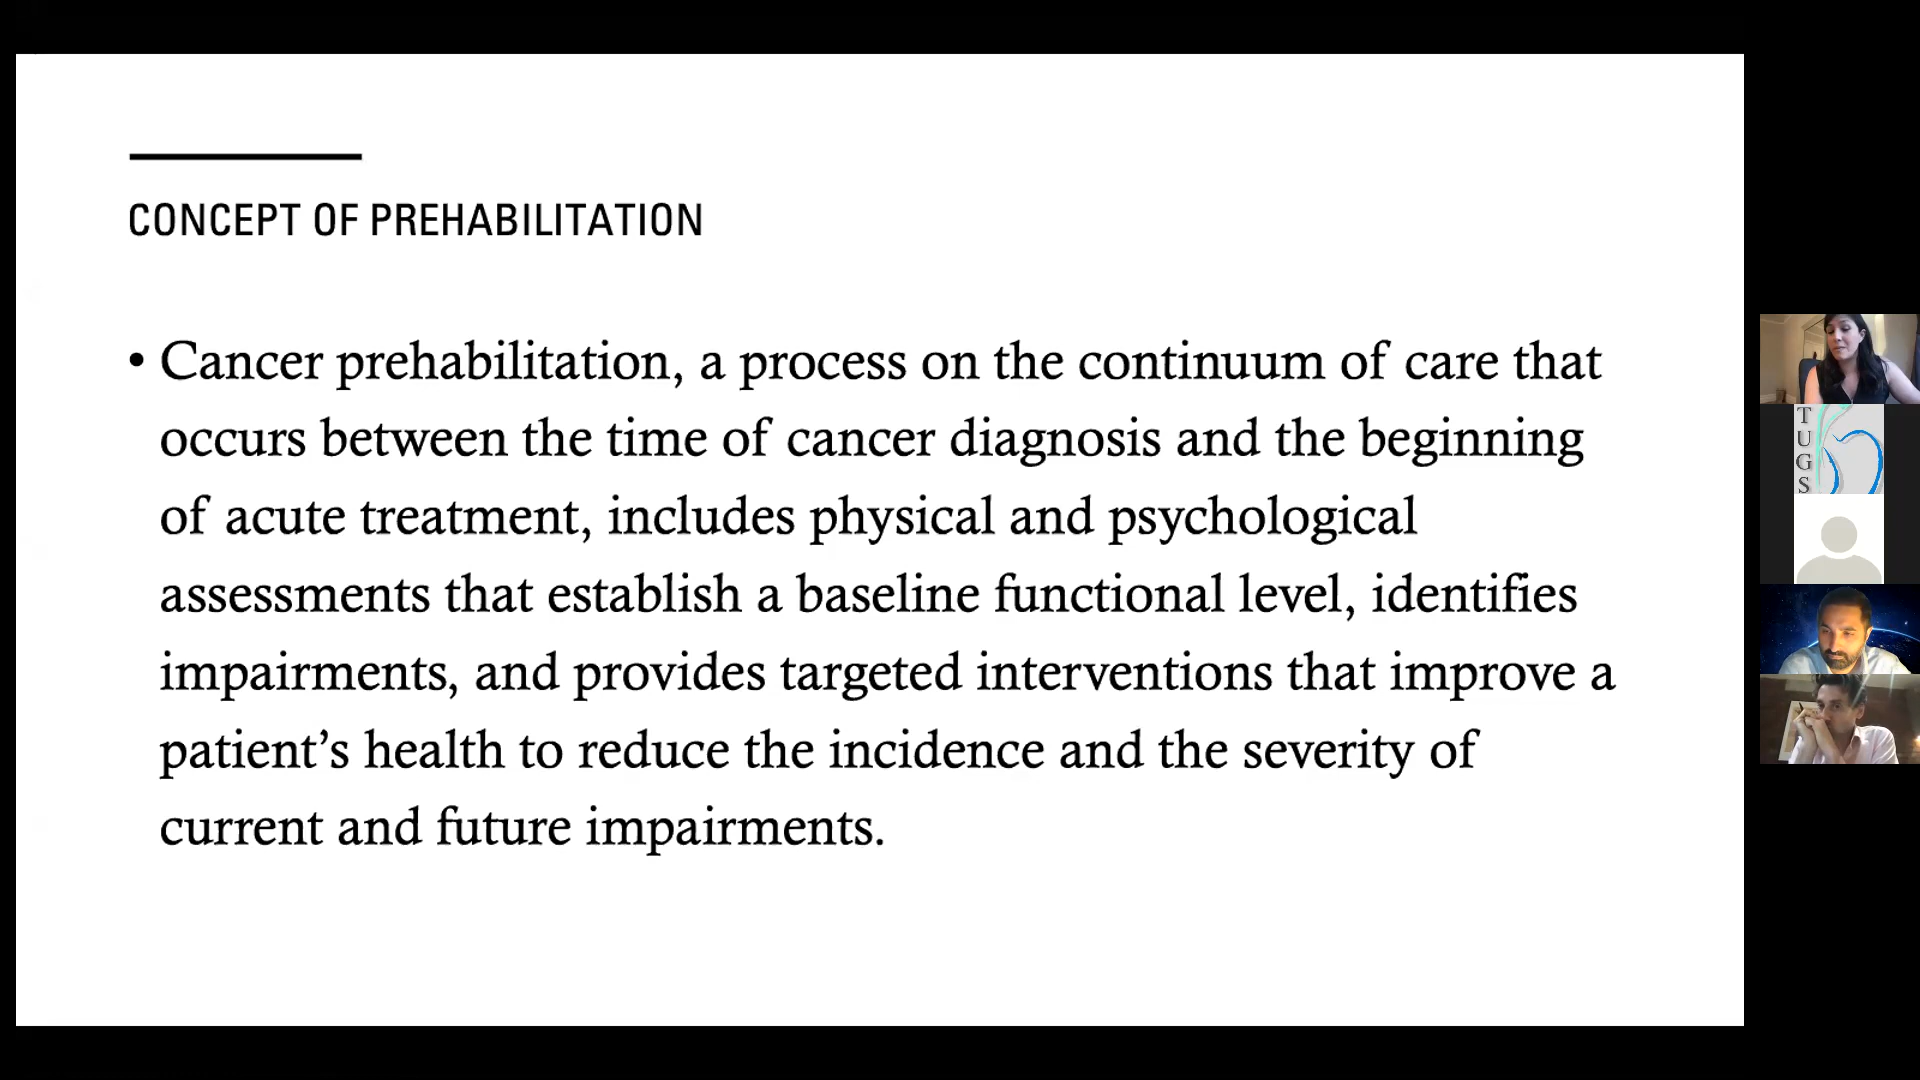 CONCEPT OF PREHABILITATION
• Cancer prehabilitation, a process on the continuum of care that
occurs between the time of cancer diagnosis and the beginning
of acute treatment, includes physical and psychological
assessments that establish a baseline functional level, identifies
impairments, and provides targeted interventions that improve a
patient’s health to reduce the incidence and the severity of
current and future impairments.
TUGS